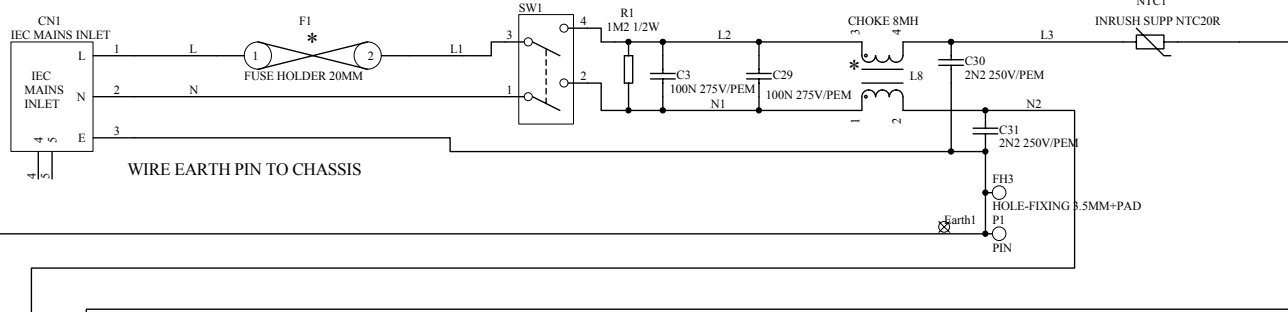 CN1
IEC MAINS INLET
IEC
MAINS
INLET
L
N
E
1
2
3
4
5
4
5
L
N
WIRE EARTH PIN TO CHASSIS
F1
*
1
2
FUSE HOLDER 20MM
L1
SW1
3
4
1
2
R1
1M2 1/2W
C3
100N 275V/PEM
L2
N1
C29
100N 275V/PEM
CHOKE 8MH
3
4
*
L8
1
2
C30
2N2 250V/PEM
L3
NTC1
INRUSH SUPP NTC20R
N2
C31
2N2 250V/PEM
FH3
HOLE-FIXING 3.5MM+PAD
Earth1
P1
PIN